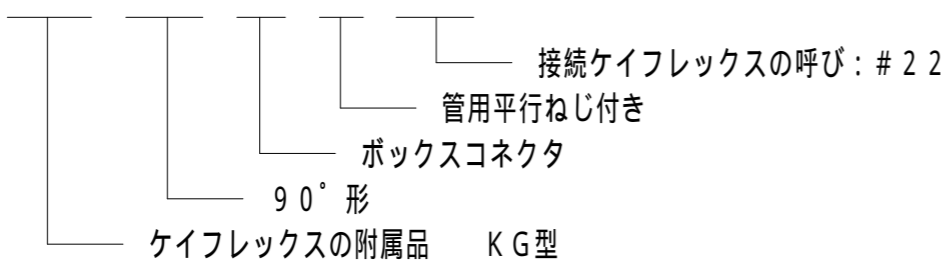 接続ケイフレックスの呼び:#22
管用平行ねじ付き
ボックスコネクタ
90°形
ケイフレックスの附属品　KG型